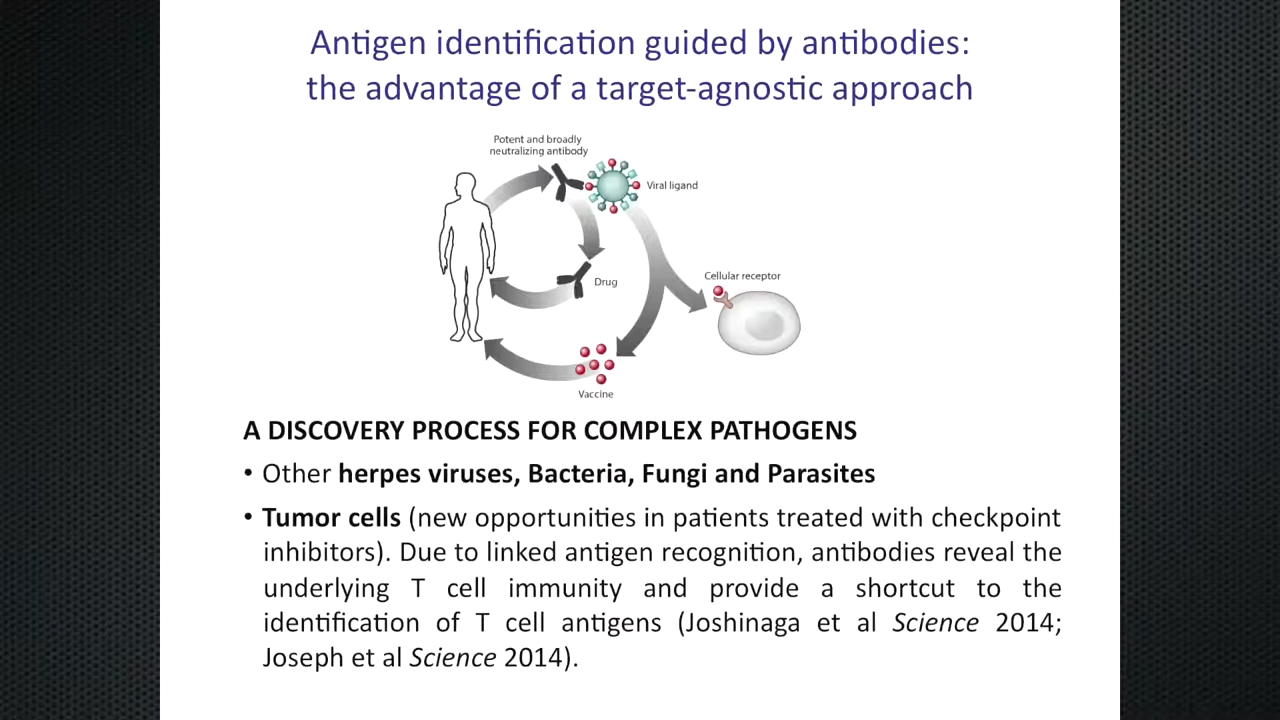 Antigen identification guided by antibodies:
the advantage of a target-agnostic approach
Potent and broadly
neutralizing antibody
Viral ligand
Cellular receptor
Drug
Vaccine
A DISCOVERY PROCESS FOR COMPLEX PATHOGENS
• Other herpes viruses, Bacteria, Fungi and Parasites
• Tumor cells (new opportunities in patients treated with checkpoint
inhibitors). Due to linked antigen recognition, antibodies reveal the
underlying T cell immunity and provide a shortcut to the
identification of T cell antigens (Joshinaga et al Science 2014;
Joseph et al Science 2014).